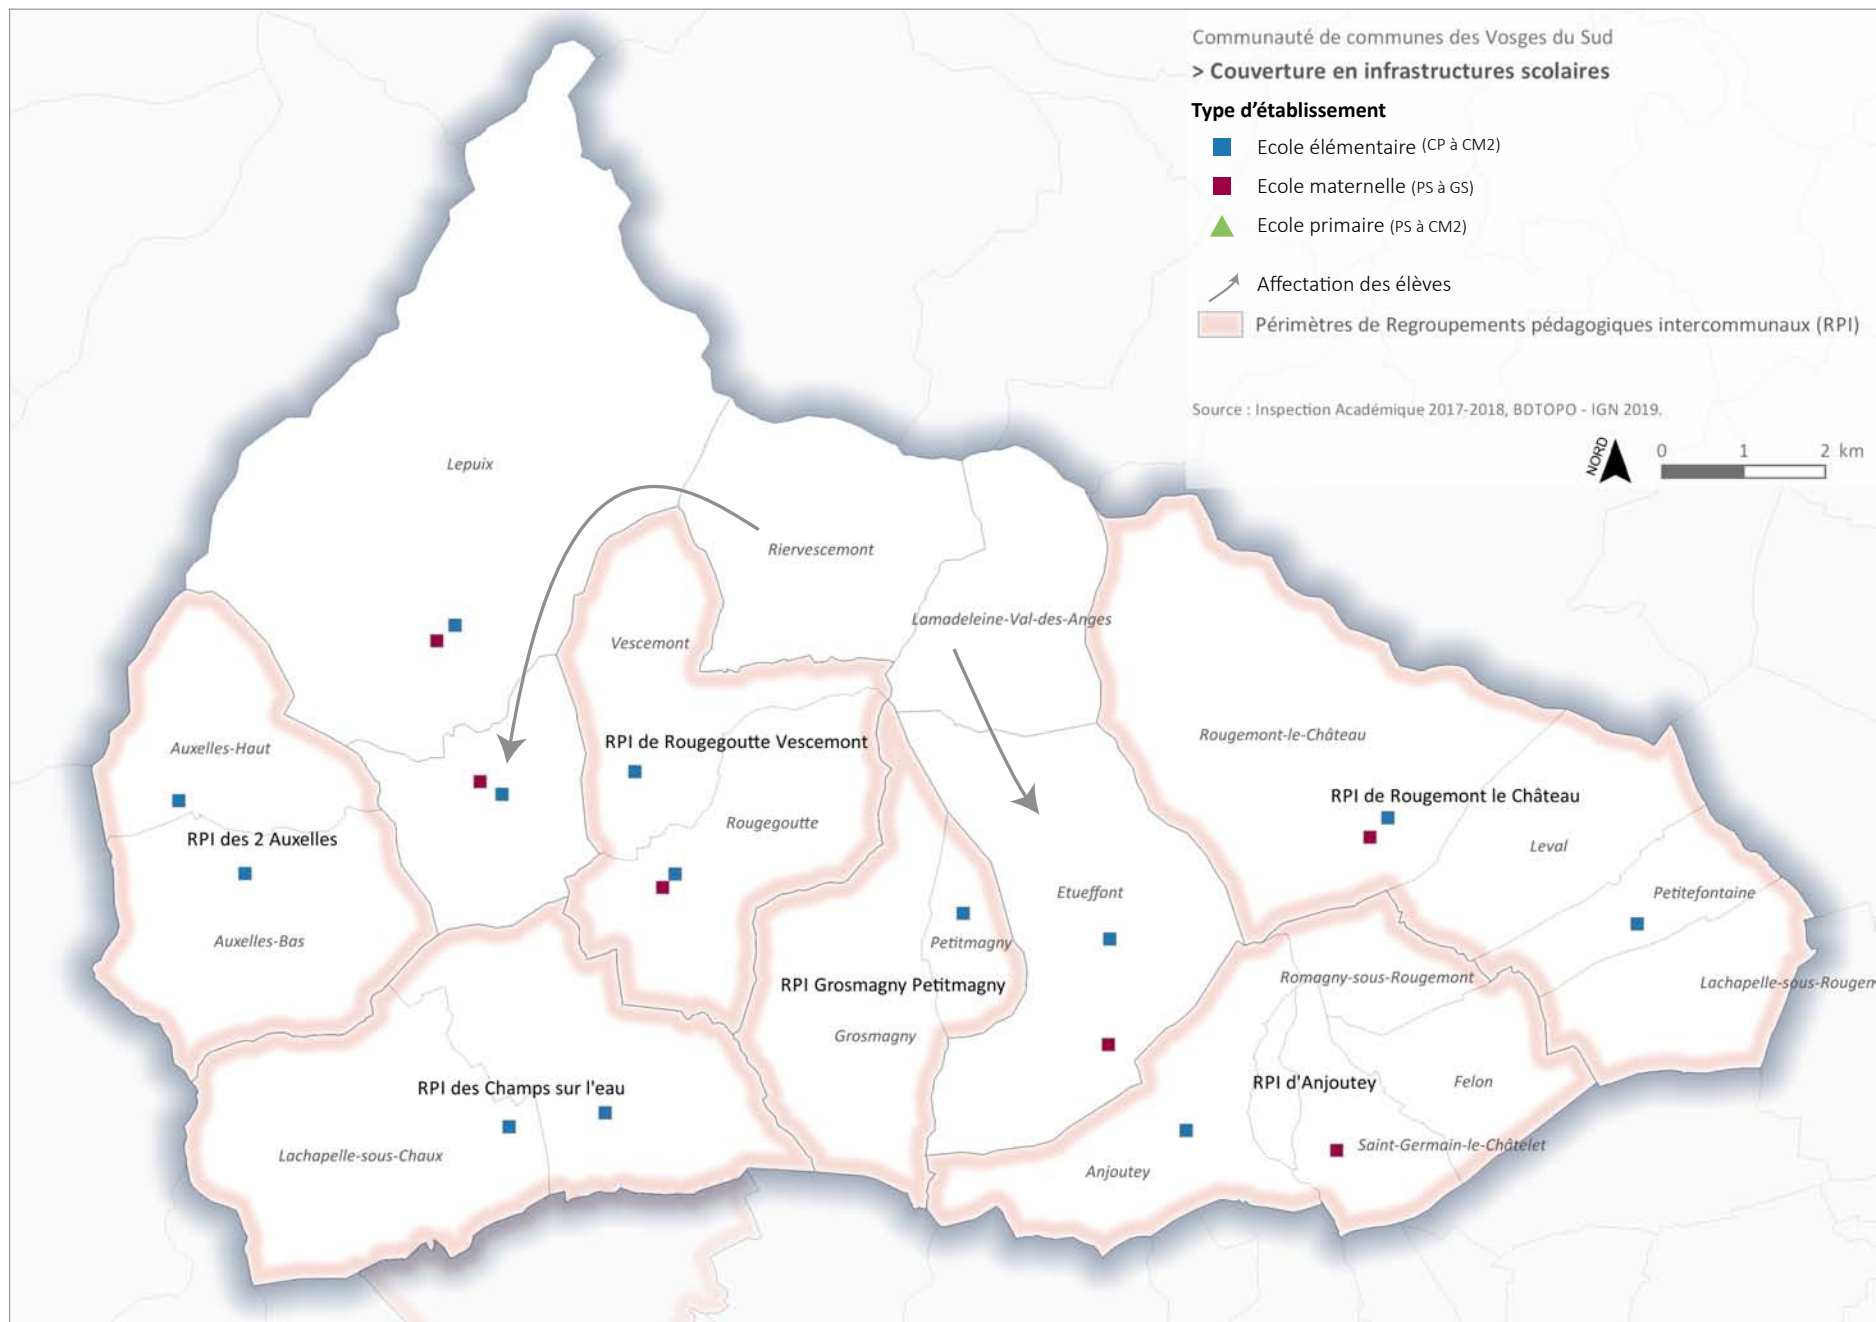 Communauté de communes des Vosges du Sud
> Couverture en infrastructures scolaires
Type d'établissement
Ecole élémentaire (CP à CM2)
Ecole maternelle (PS à GS)
Ecole primaire (PS à CM2)
Affectation des élèves
Périmètres de Regroupements pédagogiques intercommunaux (RPI)
Source : Inspection Académique 2017-2018, BDTOPO - IGN 2019.
NORD
0 1 2 km
Lepuix
Riervescemont
Lamadeleine-Val-des-Anges
Vescemont
Auxelles-Haut
RPI de Rougegoutte Vescemont
Rougemont-le-Château
RPI de Rougemont le Château
Rougegoutte
RPI des 2 Auxelles
Leval
Etueffont
Petitefontaine
Auxelles-Bas
Petitmagny
Romagny-sous-Rougemont
RPI Grosmagny Petitmagny
Lachapelle-sous-Rougem
Grosmagny
RPI des Champs sur l'eau
RPI d'Anjoutey
Felon
Lachapelle-sous-Chaux
Saint-Germain-le-Châtelet
Anjoutey